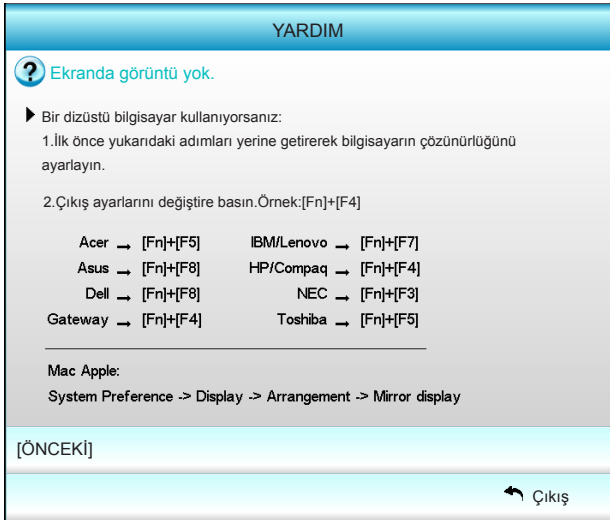 YARDIM
? Ekranda görüntü yok.
Bir dizüstü bilgisayar kullanıyorsanız:
1.İlk önce yukarıdaki adımları yerine getirerek bilgisayarın çözünürlüğünü
ayarlayın.
2.Çıkış ayarlarını değiştire basın.Örnek:[Fn]+[F4]
Acer → [Fn]+[F5] IBM/Lenovo → [Fn]+[F7]
Asus → [Fn]+[F8] HP/Compaq → [Fn]+[F4]
Dell → [Fn]+[F8] NEC → [Fn]+[F3]
Gateway → [Fn]+[F4] Toshiba → [Fn]+[F5]
Mac Apple:
System Preference -> Display -> Arrangement -> Mirror display
[ÖNCEKİ]
Çıkış